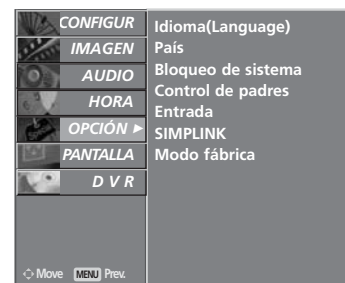 CONFIGUR
IMAGEN
AUDIO
HORA
OPCIÓN ▶
PANTALLA
D V R
Idioma(Language)
País
Bloqueo de sistema
Control de padres
Entrada
SIMPLINK
Modo fábrica
Move MENU Prev.